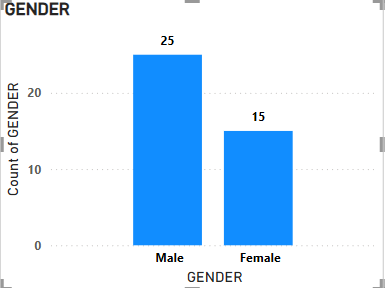 GENDER
25
15
Count of GENDER
20
10
0
Male
Female
GENDER